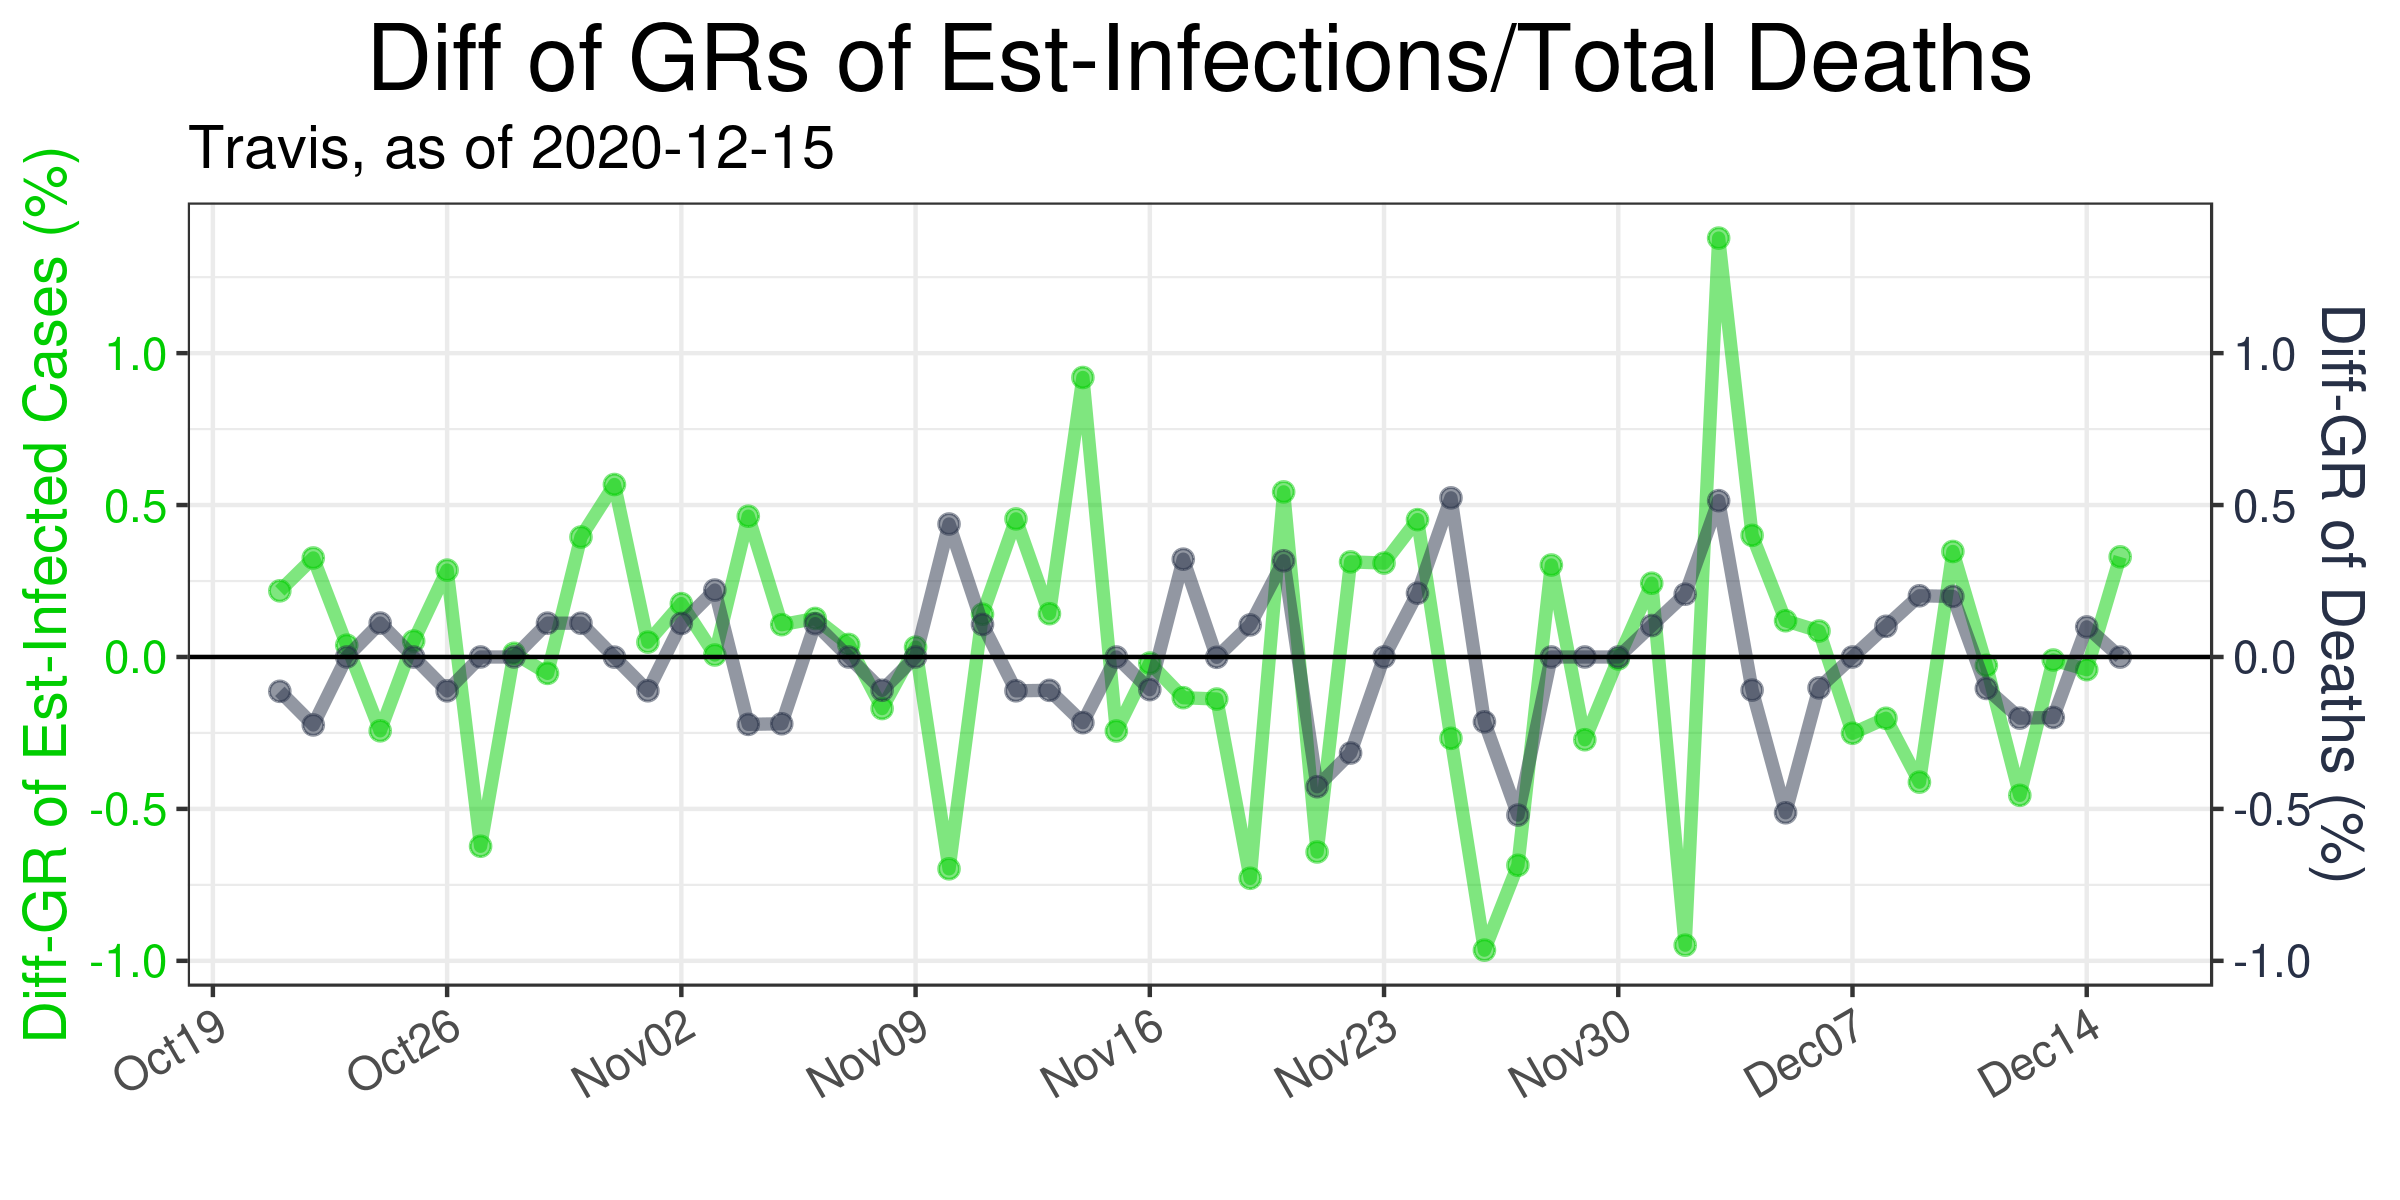 Diff of GRs of Est-Infections/Total Deaths
Travis, as of 2020-12-15
Diff-GR of Est-Infected Cases (%)
1.0
0.5
0.0
-0.5
-1.0
1.0
0.5
0.0
-0.5
-1.0
Diff-GR of Deaths (%)
Oct19 Oct26 Nov02 Nov09 Nov16 Nov23 Nov30 Dec07 Dec14